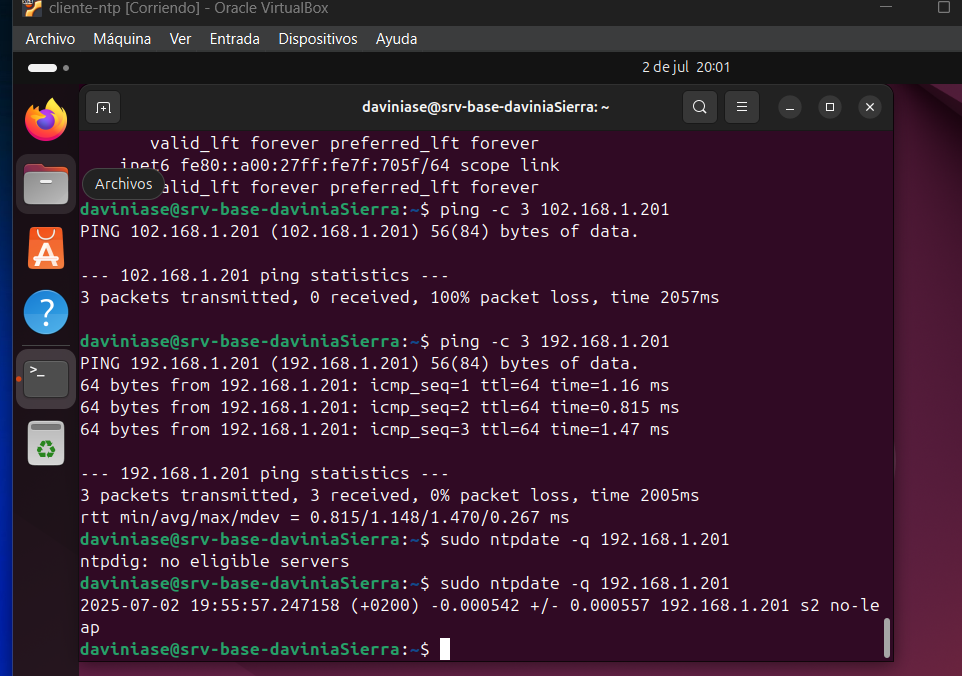 cliente-ntp [Corriendo] - Oracle VirtualBox
Archivo Máquina Ver Entrada Dispositivos Ayuda
2 de jul 20:01
daviniase@srv-base-daviniaSierra: ~
valid_lft forever preferred_lft forever
inet6 fe80::a00:27ff:fe7f:705f/64 scope link
Archivos
alid_lft forever preferred_lft forever
daviniase@srv-base-daviniaSierra:~$ ping -c 3 102.168.1.201
PING 102.168.1.201 (102.168.1.201) 56(84) bytes of data.
--- 102.168.1.201 ping statistics ---
3 packets transmitted, 0 received, 100% packet loss, time 2057ms
daviniase@srv-base-daviniaSierra:~$ ping -c 3 192.168.1.201
PING 192.168.1.201 (192.168.1.201) 56(84) bytes of data.
64 bytes from 192.168.1.201: icmp_seq=1 ttl=64 time=1.16 ms
64 bytes from 192.168.1.201: icmp_seq=2 ttl=64 time=0.815 ms
64 bytes from 192.168.1.201: icmp_seq=3 ttl=64 time=1.47 ms
--- 192.168.1.201 ping statistics ---
3 packets transmitted, 3 received, 0% packet loss, time 2005ms
rtt min/avg/max/mdev = 0.815/1.148/1.470/0.267 ms
daviniase@srv-base-daviniaSierra:~$ sudo ntpdate -q 192.168.1.201
ntpdig: no eligible servers
daviniase@srv-base-daviniaSierra:~$ sudo ntpdate -q 192.168.1.201
2025-07-02 19:55:57.247158 (+0200) -0.000542 +/- 0.000557 192.168.1.201 s2 no-le
ap
daviniase@srv-base-daviniaSierra:~$